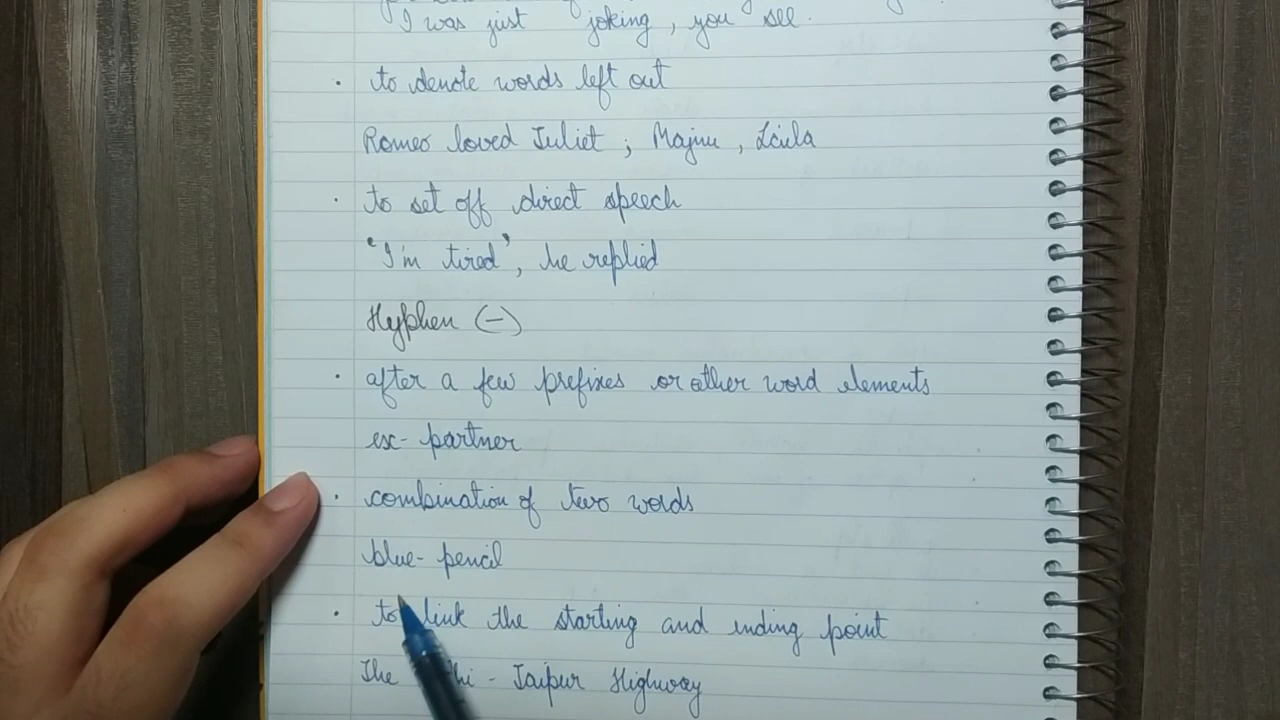 I was just joking, you see.
· to denote words left out
Romeo loved Juliet ; Majnu , Laila
· to set off direct speech
"I'm tired", he replied
Hyphen (-)
· after a few prefixes or other word elements
ex- partner
· combination of two words
blue- pencil
· to link the starting and ending point
The - Jaipur Highway